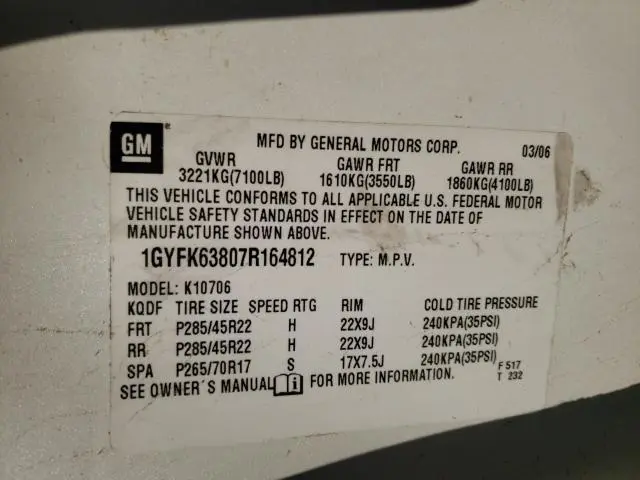 GM
MFD BY GENERAL MOTORS CORP. 03/06
GVWR GAWR FRT GAWR RR
3221KG(7100LB) 1610KG(3550LB) 1860KG(4100LB)
THIS VEHICLE CONFORMS TO ALL APPLICABLE U.S. FEDERAL MOTOR
VEHICLE SAFETY STANDARDS IN EFFECT ON THE DATE OF
MANUFACTURE SHOWN ABOVE.
1GYFK63807R164812 TYPE: M.P.V.
MODEL: K10706
KQDF TIRE SIZE SPEED RTG RIM COLD TIRE PRESSURE
FRT P285/45R22 H 22X9J 240KPA(35PSI)
RR P285/45R22 H 22X9J 240KPA(35PSI)
SPA P265/70R17 S 17X7.5J 240KPA(35PSI) F 517
SEE OWNER´S MANUAL FOR MORE INFORMATION. T 232